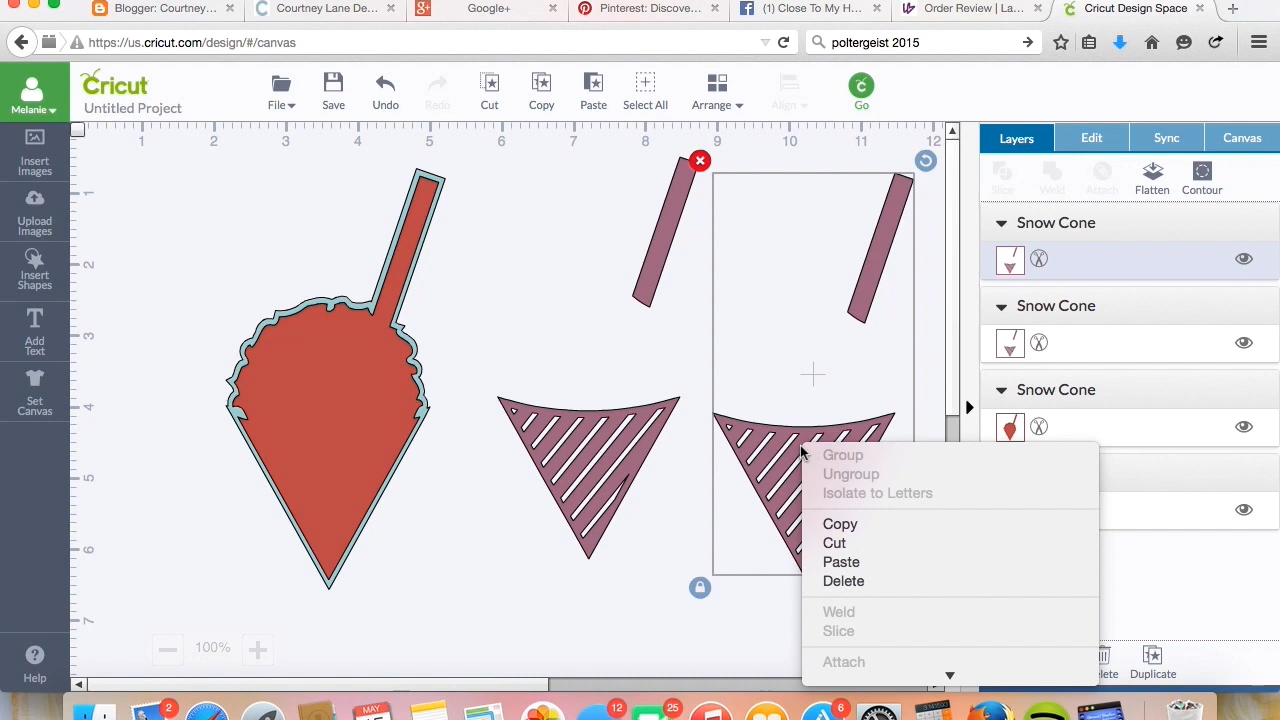 Blogger: Courtney... × Courtney Lane De... × Google+ × Pinterest: Discove... × (1) Close To My H... × Order Review | La... × Cricut Design Space ×
https://us.cricut.com/design/#/canvas poltergeist 2015
Melanie
Cricut
Untitled Project
File Save Undo Redo Cut Copy Paste Select All Arrange Align Go
1 2 3 4 5 6 7 8 9 10 11 12
Layers Edit Sync Canvas
Insert Images
Upload Images
Insert Shapes
Add Text
Set Canvas
Help
1
2
3
4
5
6
7
Slice Weld Attach Flatten Contour
Snow Cone
Snow Cone
Snow Cone
Group
Ungroup
Isolate to Letters
Copy
Cut
Paste
Delete
Weld
Slice
Attach
100%
Duplicate
2 MAY 12 25 6